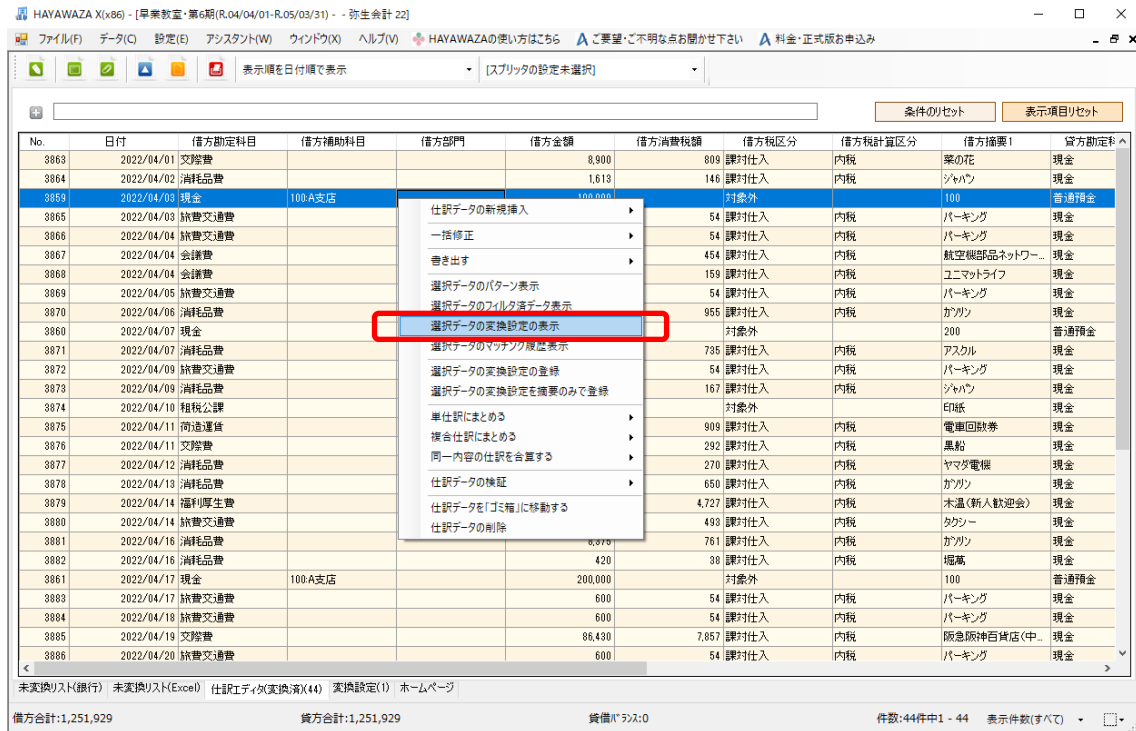 HAYAWAZA X(x86) - [早業教室・第6期(R.04/04/01-R.05/03/31) - - 弥生会計 22]
ファイル(F) データ(C) 設定(E) アシスタント(W) ウィンドウ(X) ヘルプ(V) HAYAWAZAの使い方はこちら ご要望・ご不明な点お聞かせ下さい 料金・正式版お申込み
表示順を日付順で表示 [スプリッタの設定未選択]
条件のリセット 表示項目リセット
No. 日付 借方勘定科目 借方補助科目 借方部門 借方金額 借方消費税額 借方税区分 借方税計算区分 借方摘要1 貸方勘定科
3863 2022/04/01 交際費 8,900 809 課対仕入 内税 菜の花 現金
3864 2022/04/02 消耗品費 1,613 146 課対仕入 内税 ジャパン 現金
3859 2022/04/03 現金 100:A支店 100,000 対象外 100 普通預金
3865 2022/04/03 旅費交通費 54 課対仕入 内税 パーキング 現金
3866 2022/04/04 旅費交通費 54 課対仕入 内税 パーキング 現金
3867 2022/04/04 会議費 454 課対仕入 内税 航空機部品ネットワー... 現金
3868 2022/04/04 会議費 159 課対仕入 内税 ユニマットライフ 現金
3869 2022/04/05 旅費交通費 54 課対仕入 内税 パーキング 現金
3870 2022/04/06 消耗品費 955 課対仕入 内税 ガソリン 現金
3860 2022/04/07 現金 対象外 200 普通預金
3871 2022/04/07 消耗品費 735 課対仕入 内税 アスクル 現金
3872 2022/04/09 旅費交通費 54 課対仕入 内税 パーキング 現金
3873 2022/04/09 消耗品費 167 課対仕入 内税 ジャパン 現金
3874 2022/04/10 租税公課 対象外 印紙 現金
3875 2022/04/11 荷造運賃 909 課対仕入 内税 電車回数券 現金
3876 2022/04/11 交際費 292 課対仕入 内税 黒船 現金
3877 2022/04/12 消耗品費 270 課対仕入 内税 ヤマダ電機 現金
3878 2022/04/13 消耗品費 650 課対仕入 内税 ガソリン 現金
3879 2022/04/14 福利厚生費 4,727 課対仕入 内税 木温(新人歓迎会) 現金
3880 2022/04/14 旅費交通費 493 課対仕入 内税 タクシー 現金
3881 2022/04/16 消耗品費 8,375 761 課対仕入 内税 ガソリン 現金
3882 2022/04/16 消耗品費 420 38 課対仕入 内税 堀萬 現金
3861 2022/04/17 現金 100:A支店 200,000 対象外 100 普通預金
3883 2022/04/17 旅費交通費 600 54 課対仕入 内税 パーキング 現金
3884 2022/04/18 旅費交通費 600 54 課対仕入 内税 パーキング 現金
3885 2022/04/19 交際費 86,430 7,857 課対仕入 内税 阪急阪神百貨店(中... 現金
3886 2022/04/20 旅費交通費 600 54 課対仕入 内税 パーキング 現金
仕訳データの新規挿入
一括修正
書き出す
選択データのパターン表示
選択データのフィルタ済データ表示
選択データの変換設定の表示
選択データのマッチング履歴表示
選択データの変換設定の登録
選択データの変換設定を摘要のみで登録
単仕訳にまとめる
複合仕訳にまとめる
同一内容の仕訳を合算する
仕訳データの検証
仕訳データを「ゴミ箱」に移動する
仕訳データの削除
未変換リスト(銀行) 未変換リスト(Excel) 仕訳エディタ(変換済)(44) 変換設定(1) ホームページ
借方合計:1,251,929 貸方合計:1,251,929 貸借バランス:0 件数:44件中1 - 44 表示件数(すべて)